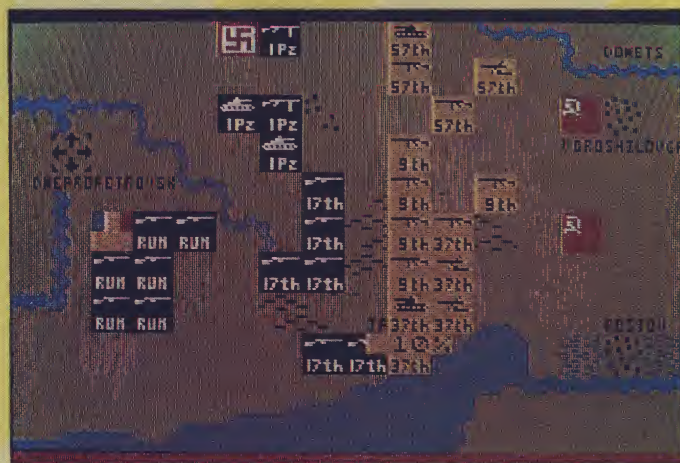 1Pz 57th
DONETS
57th 57th
1Pz 1Pz 57th
1Pz 9th
DNEPROPETROVSK
17th 9th 9th
RUM RUM 17th 9th 37th
RUM RUM 17th 17th 9th 37th
RUM RUM 37th 37th ROSTOV
17th 17th 37th